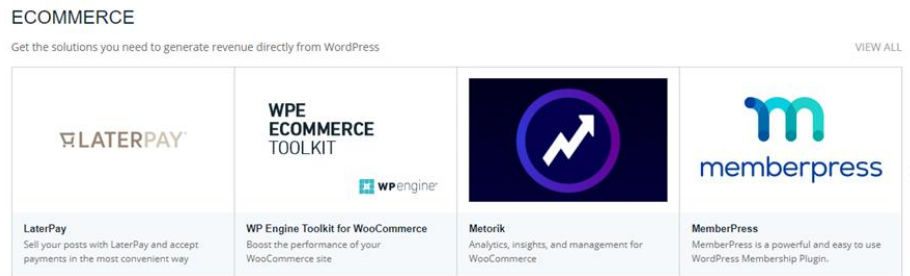 ECOMMERCE
Get the solutions you need to generate revenue directly from WordPress
VIEW ALL
LATERPAY
WPE
ECOMMERCE
TOOLKIT
WPengine
memberpress
LaterPay
Sell your posts with LaterPay and accept
payments in the most convenient way
WP Engine Toolkit for WooCommerce
Boost the performance of your
WooCommerce site
Metorik
Analytics, insights, and management for
WooCommerce
MemberPress
MemberPress is a powerful and easy to use
WordPress Membership Plugin.